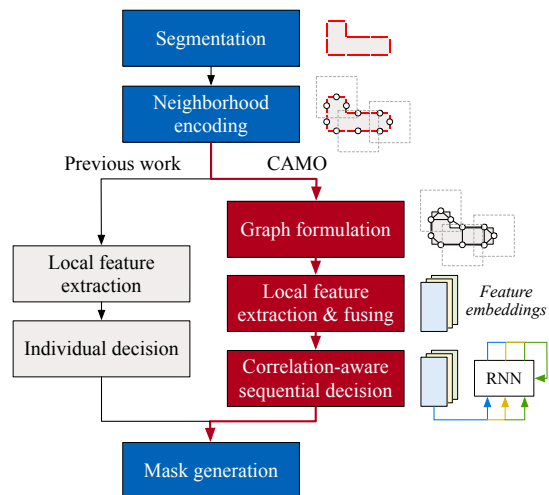 Segmentation
Neighborhood
encoding
Previous work
CAMO
Graph formulation
Local feature
extraction
Local feature
extraction & fusing
Feature
embeddings
Individual decision
Correlation-aware
sequential decision
RNN
Mask generation